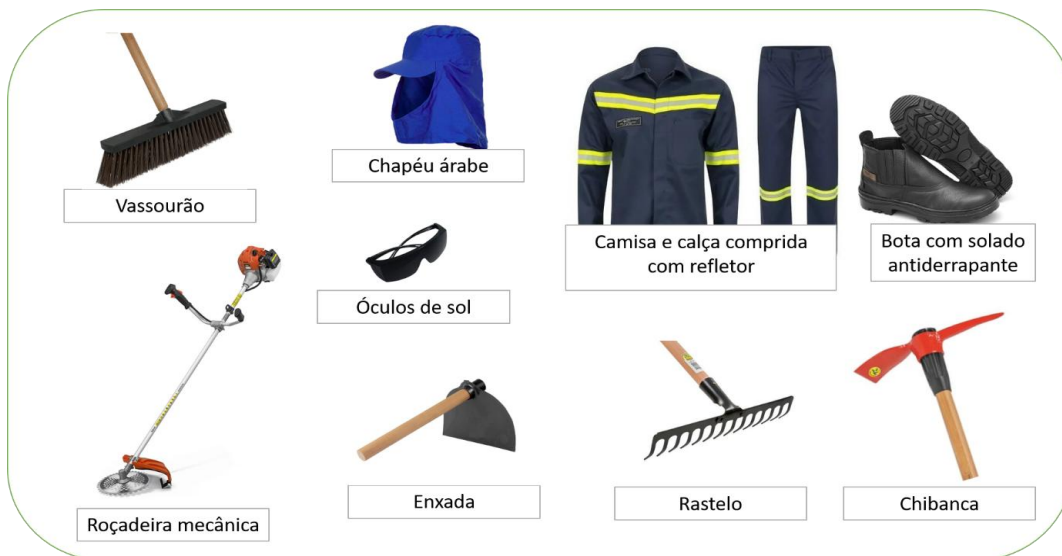 Vassourão
Chapéu árabe
Camisa e calça comprida
com refletor
Bota com solado
antiderrapante
Óculos de sol
Roçadeira mecânica
Enxada
Rastelo
Chibanca